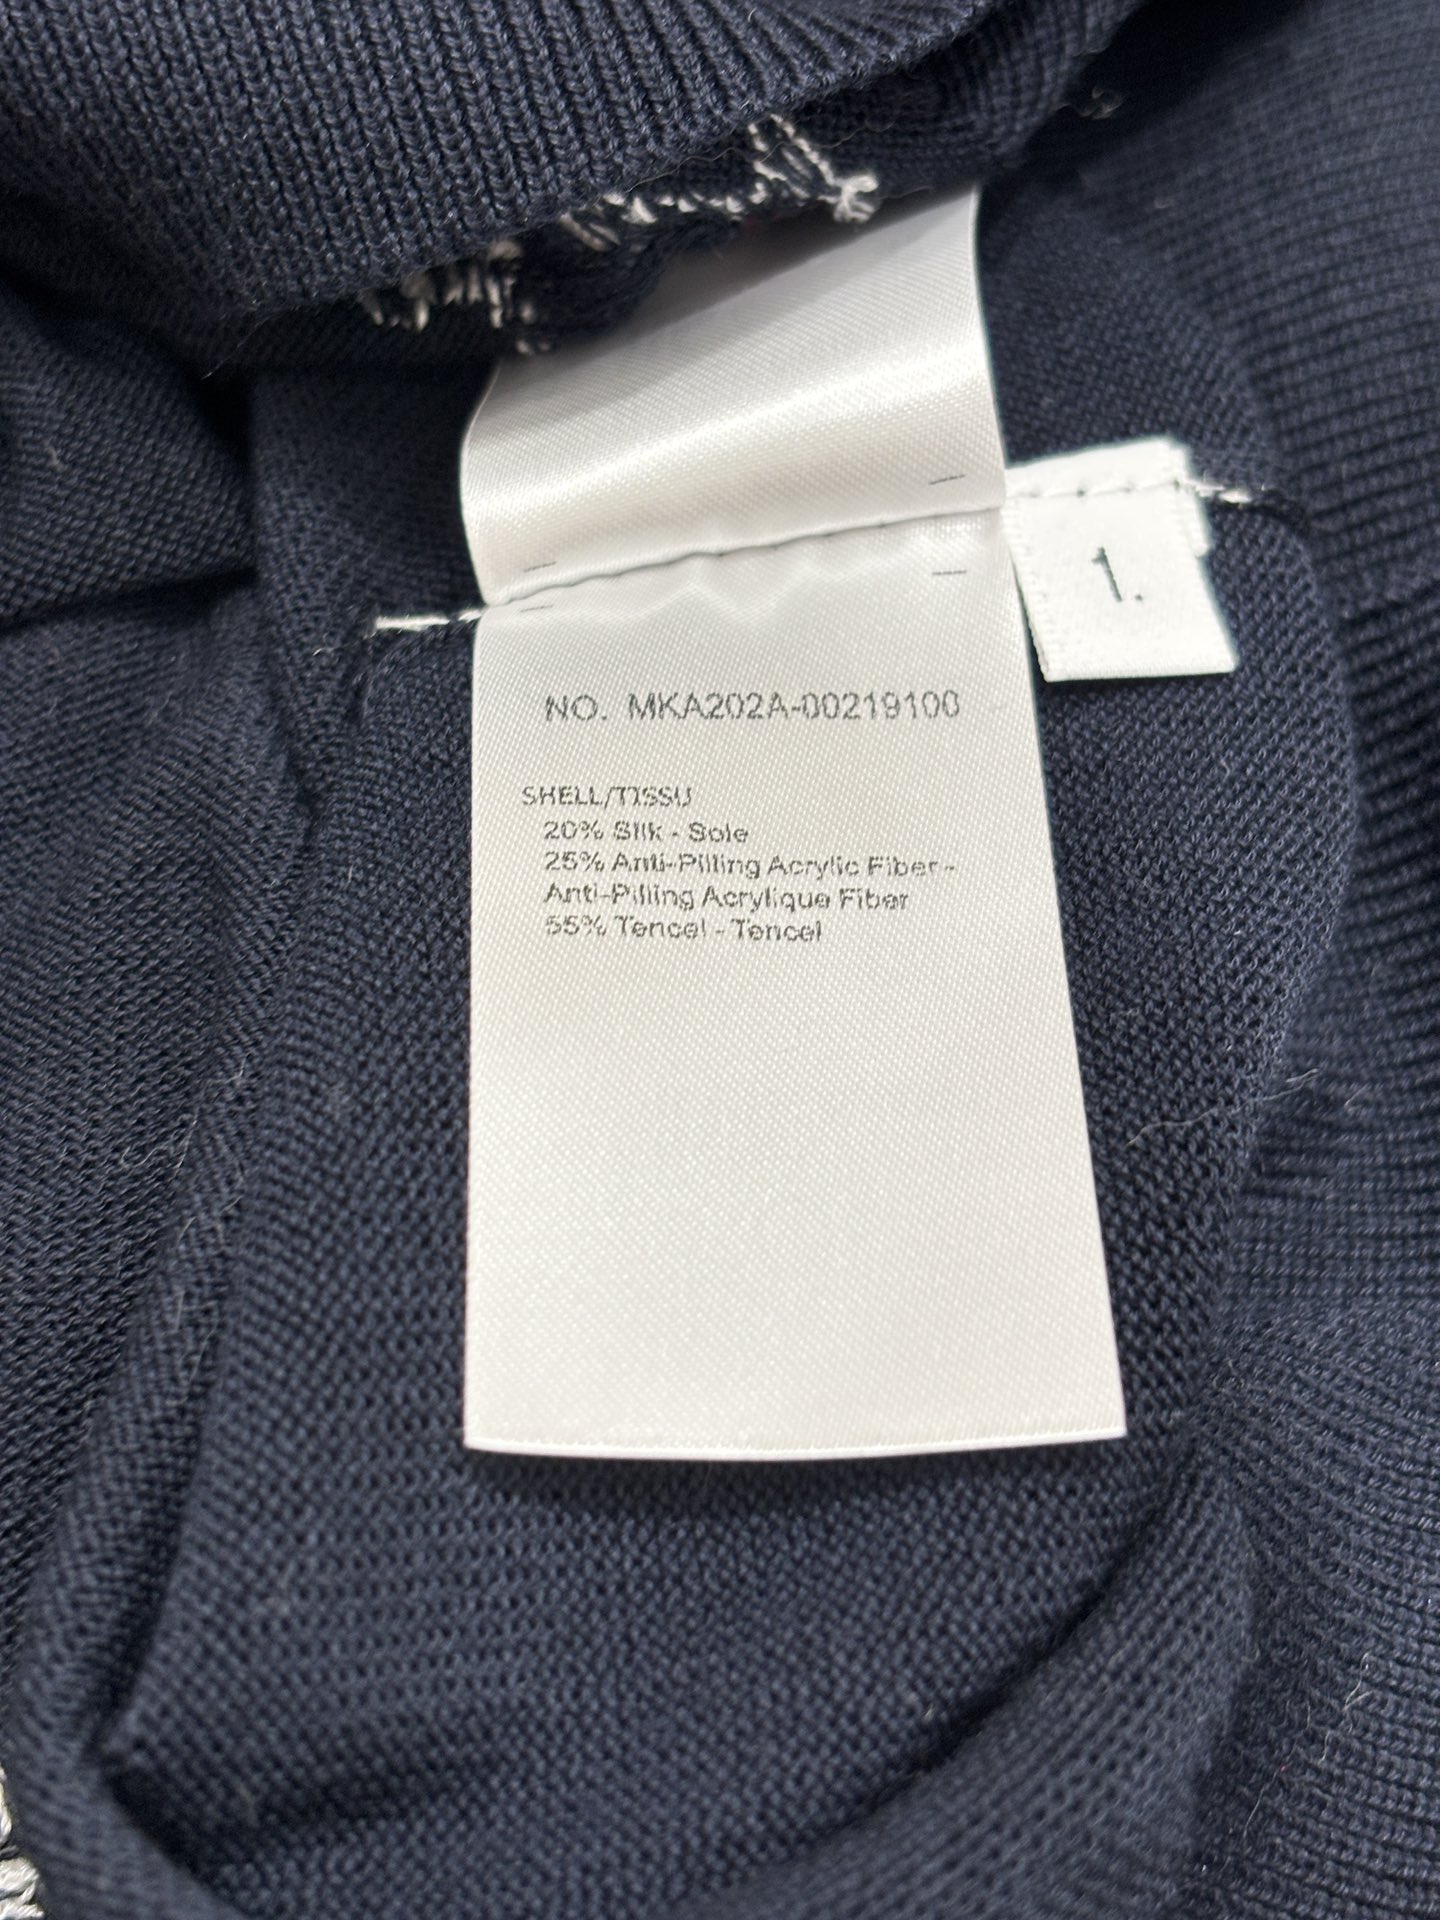 1.
NO. MKA202A-00219100
SHELL/TISSU
20% Silk - Soie
25% Anti-Pilling Acrylic Fiber -
Anti-Pilling Acrylique Fiber
55% Tencel - Tencel